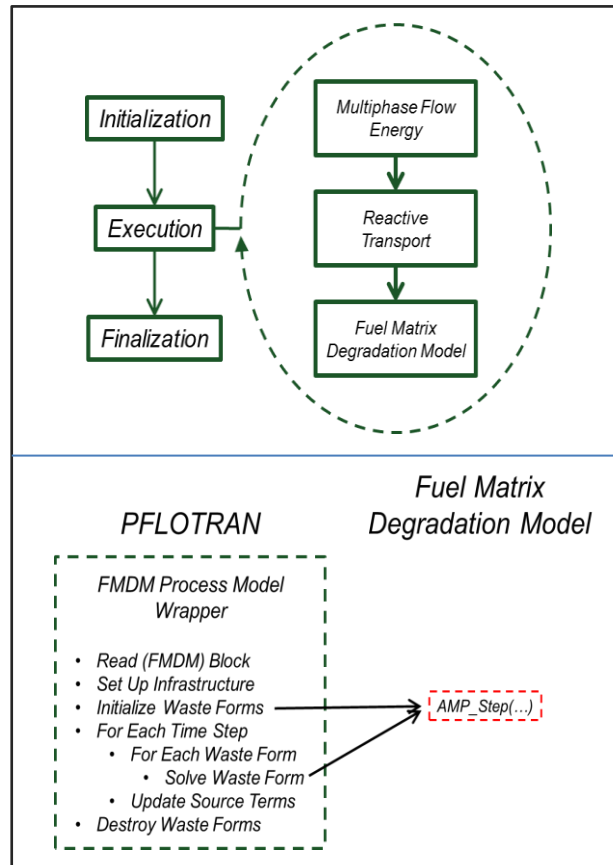 Initialization
Execution
Finalization
Multiphase Flow
Energy
Reactive
Transport
Fuel Matrix
Degradation Model
PFLOTRAN
Fuel Matrix
Degradation Model
FMDM Process Model
Wrapper
• Read (FMDM) Block
• Set Up Infrastructure
• Initialize Waste Forms
• For Each Time Step
• For Each Waste Form
• Solve Waste Form
• Update Source Terms
• Destroy Waste Forms
AMP_Step(…)